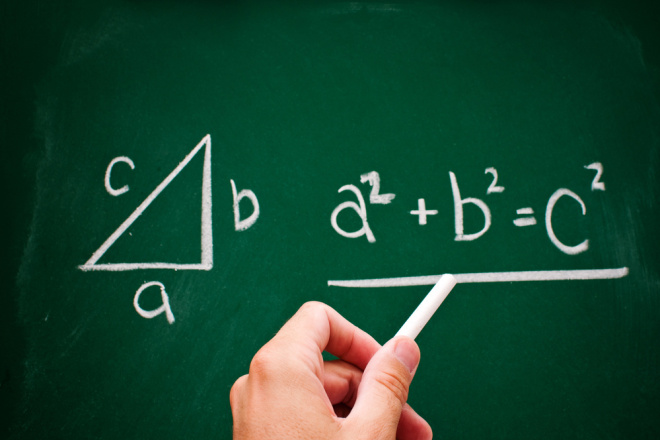 c
b
a
a² + b² = c²